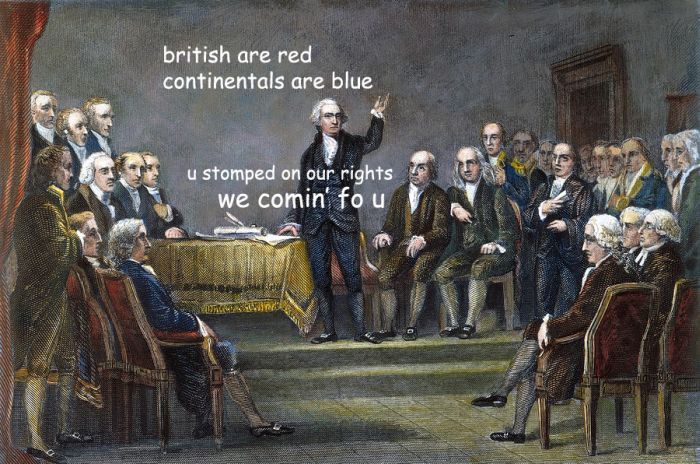 british are red
continentals are blue
u stomped on our rights
we comin' fo u